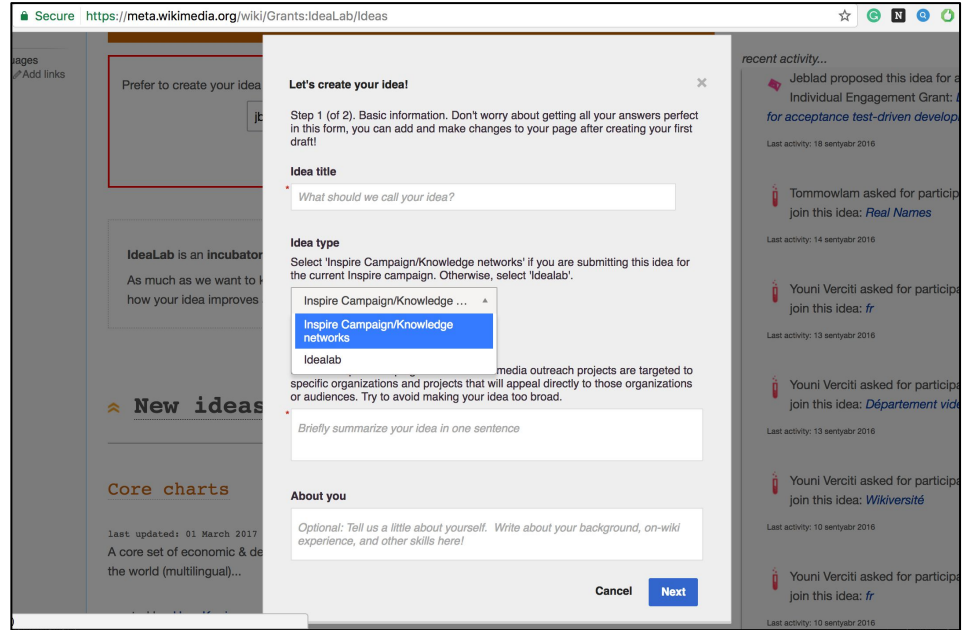 Secure
https://meta.wikimedia.org/wiki/Grants:IdeaLab/Ideas
Add links
Prefer to create your idea
Let's create your idea!
Step 1 (of 2). Basic information. Don't worry about getting all your answers perfect
in this form, you can add and make changes to your page after creating your first
draft!
Idea title
* What should we call your idea?
Idea type
Select 'Inspire Campaign/Knowledge networks' if you are submitting this idea for
the current Inspire campaign. Otherwise, select 'Idealab'.
Inspire Campaign/Knowledge ...
Inspire Campaign/Knowledge
networks
Idealab
media outreach projects are targeted to
specific organizations and projects that will appeal directly to those organizations
or audiences. Try to avoid making your idea too broad.
* Briefly summarize your idea in one sentence
About you
Optional: Tell us a little about yourself. Write about your background, on-wiki
experience, and other skills here!
Cancel
Next
IdeaLab is an incubator
As much as we want to
how your idea improves
New ideas
Core charts
last updated: 01 March 2017
A core set of economic & de
the world (multilingual)...
recent activity...
Jeblad proposed this idea for a
Individual Engagement Grant:
for acceptance test-driven develop
Last activity: 18 sentyabr 2016
Tommowlam asked for particip
join this idea: Real Names
Last activity: 14 sentyabr 2016
Youni Verciti asked for participa
join this idea: fr
Last activity: 13 sentyabr 2016
Youni Verciti asked for participa
join this idea: Département vid
Last activity: 13 sentyabr 2016
Youni Verciti asked for participa
join this idea: Wikiversité
Last activity: 10 sentyabr 2016
Youni Verciti asked for participa
join this idea: fr
Last activity: 10 sentyabr 2016